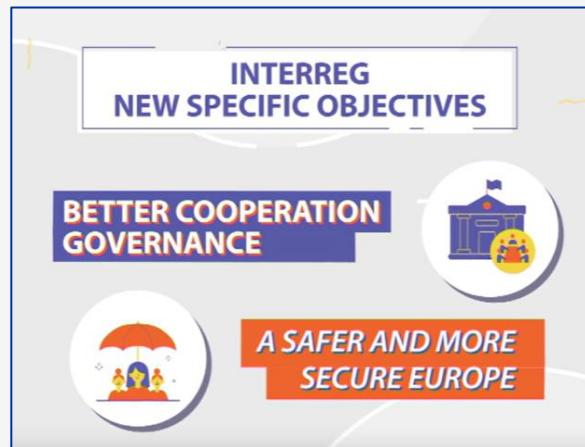 INTERREG
NEW SPECIFIC OBJECTIVES
BETTER COOPERATION
GOVERNANCE
A SAFER AND MORE
SECURE EUROPE